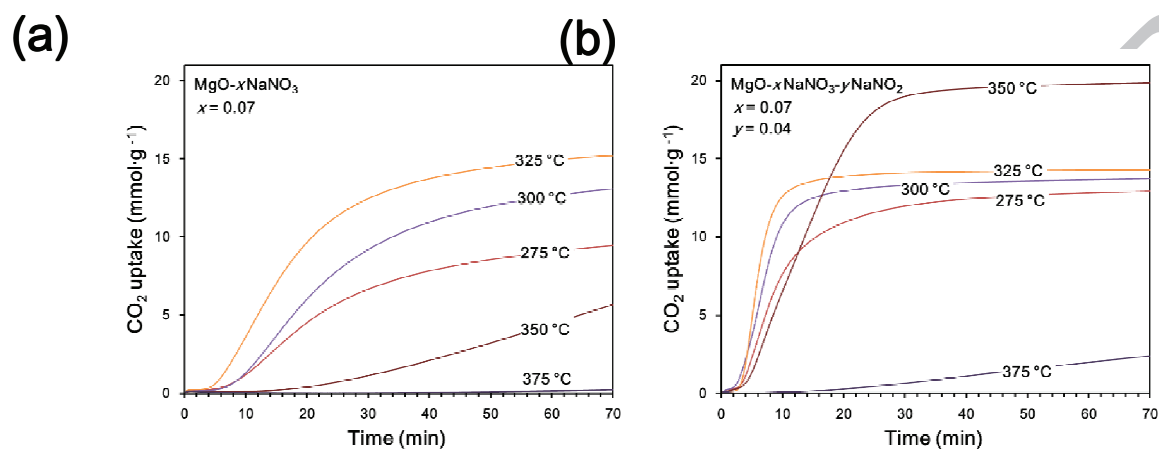 (a)
(b)
MgO-xNaNO₃
x = 0.07
325 °C
300 °C
275 °C
350 °C
375 °C
CO₂ uptake (mmol·g⁻¹)
20
15
10
5
0
0 10 20 30 40 50 60 70
Time (min)
MgO-xNaNO₃-yNaNO₂
x = 0.07
y = 0.04
350 °C
325 °C
300 °C
275 °C
375 °C
CO₂ uptake (mmol·g⁻¹)
20
15
10
5
0
0 10 20 30 40 50 60 70
Time (min)